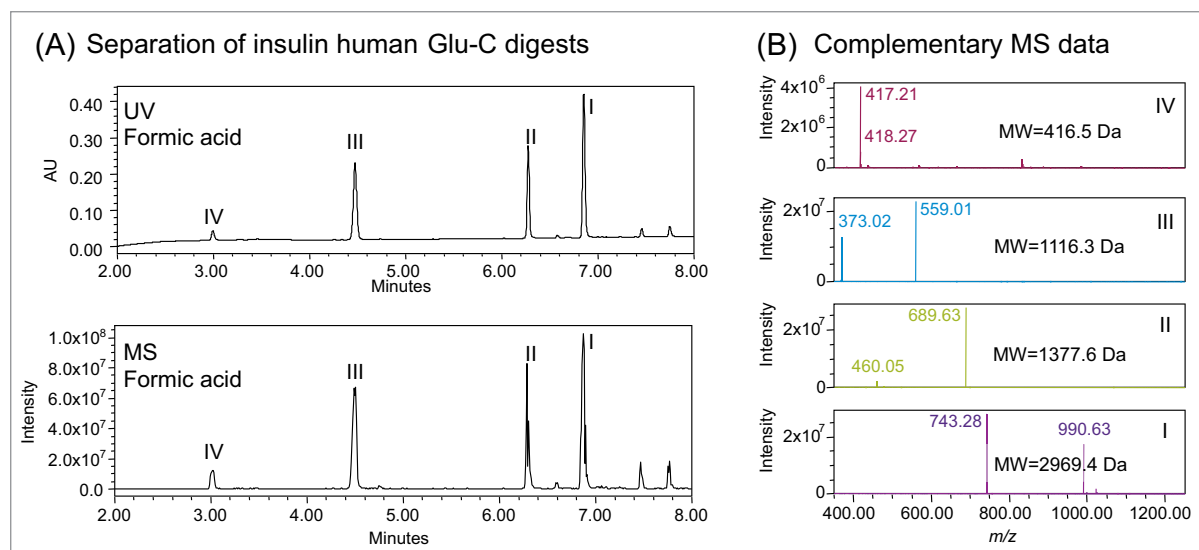 (A) Separation of insulin human Glu-C digests
UV
Formic acid
AU
0.40
0.30
0.20
0.10
0.00
IV
III
II
I
2.00 3.00 4.00 5.00 6.00 7.00 8.00
Minutes
MS
Formic acid
Intensity
1.0x10⁸
8.0x10⁷
6.0x10⁷
4.0x10⁷
2.0x10⁷
0.0
IV
III
II
I
2.00 3.00 4.00 5.00 6.00 7.00 8.00
Minutes
(B) Complementary MS data
Intensity
4x10⁶
2x10⁶
0
417.21
418.27
MW=416.5 Da
IV
Intensity
2x10⁷
0
373.02
559.01
MW=1116.3 Da
III
Intensity
2x10⁷
0
689.63
460.05
MW=1377.6 Da
II
Intensity
2x10⁷
0
743.28
990.63
MW=2969.4 Da
I
400.00 600.00 800.00 1000.00 1200.00
m/z